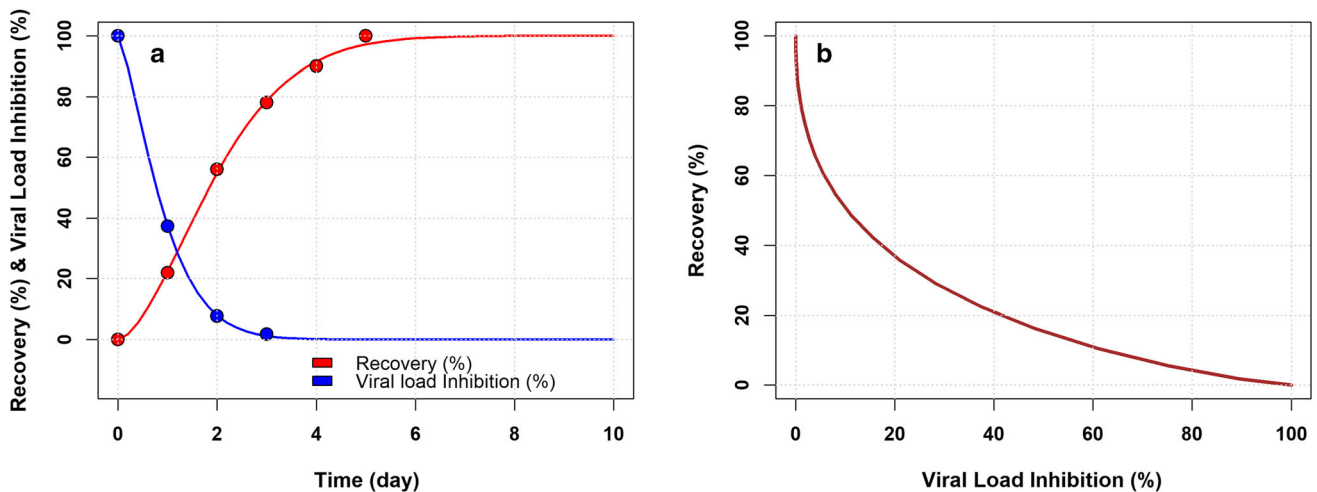 Recovery (%) & Viral Load Inhibition (%)
100
80
60
40
20
0
a
Recovery (%)
Viral load Inhibition (%)
0 2 4 6 8 10
Time (day)
Recovery (%)
100
80
60
40
20
0
b
0 20 40 60 80 100
Viral Load Inhibition (%)